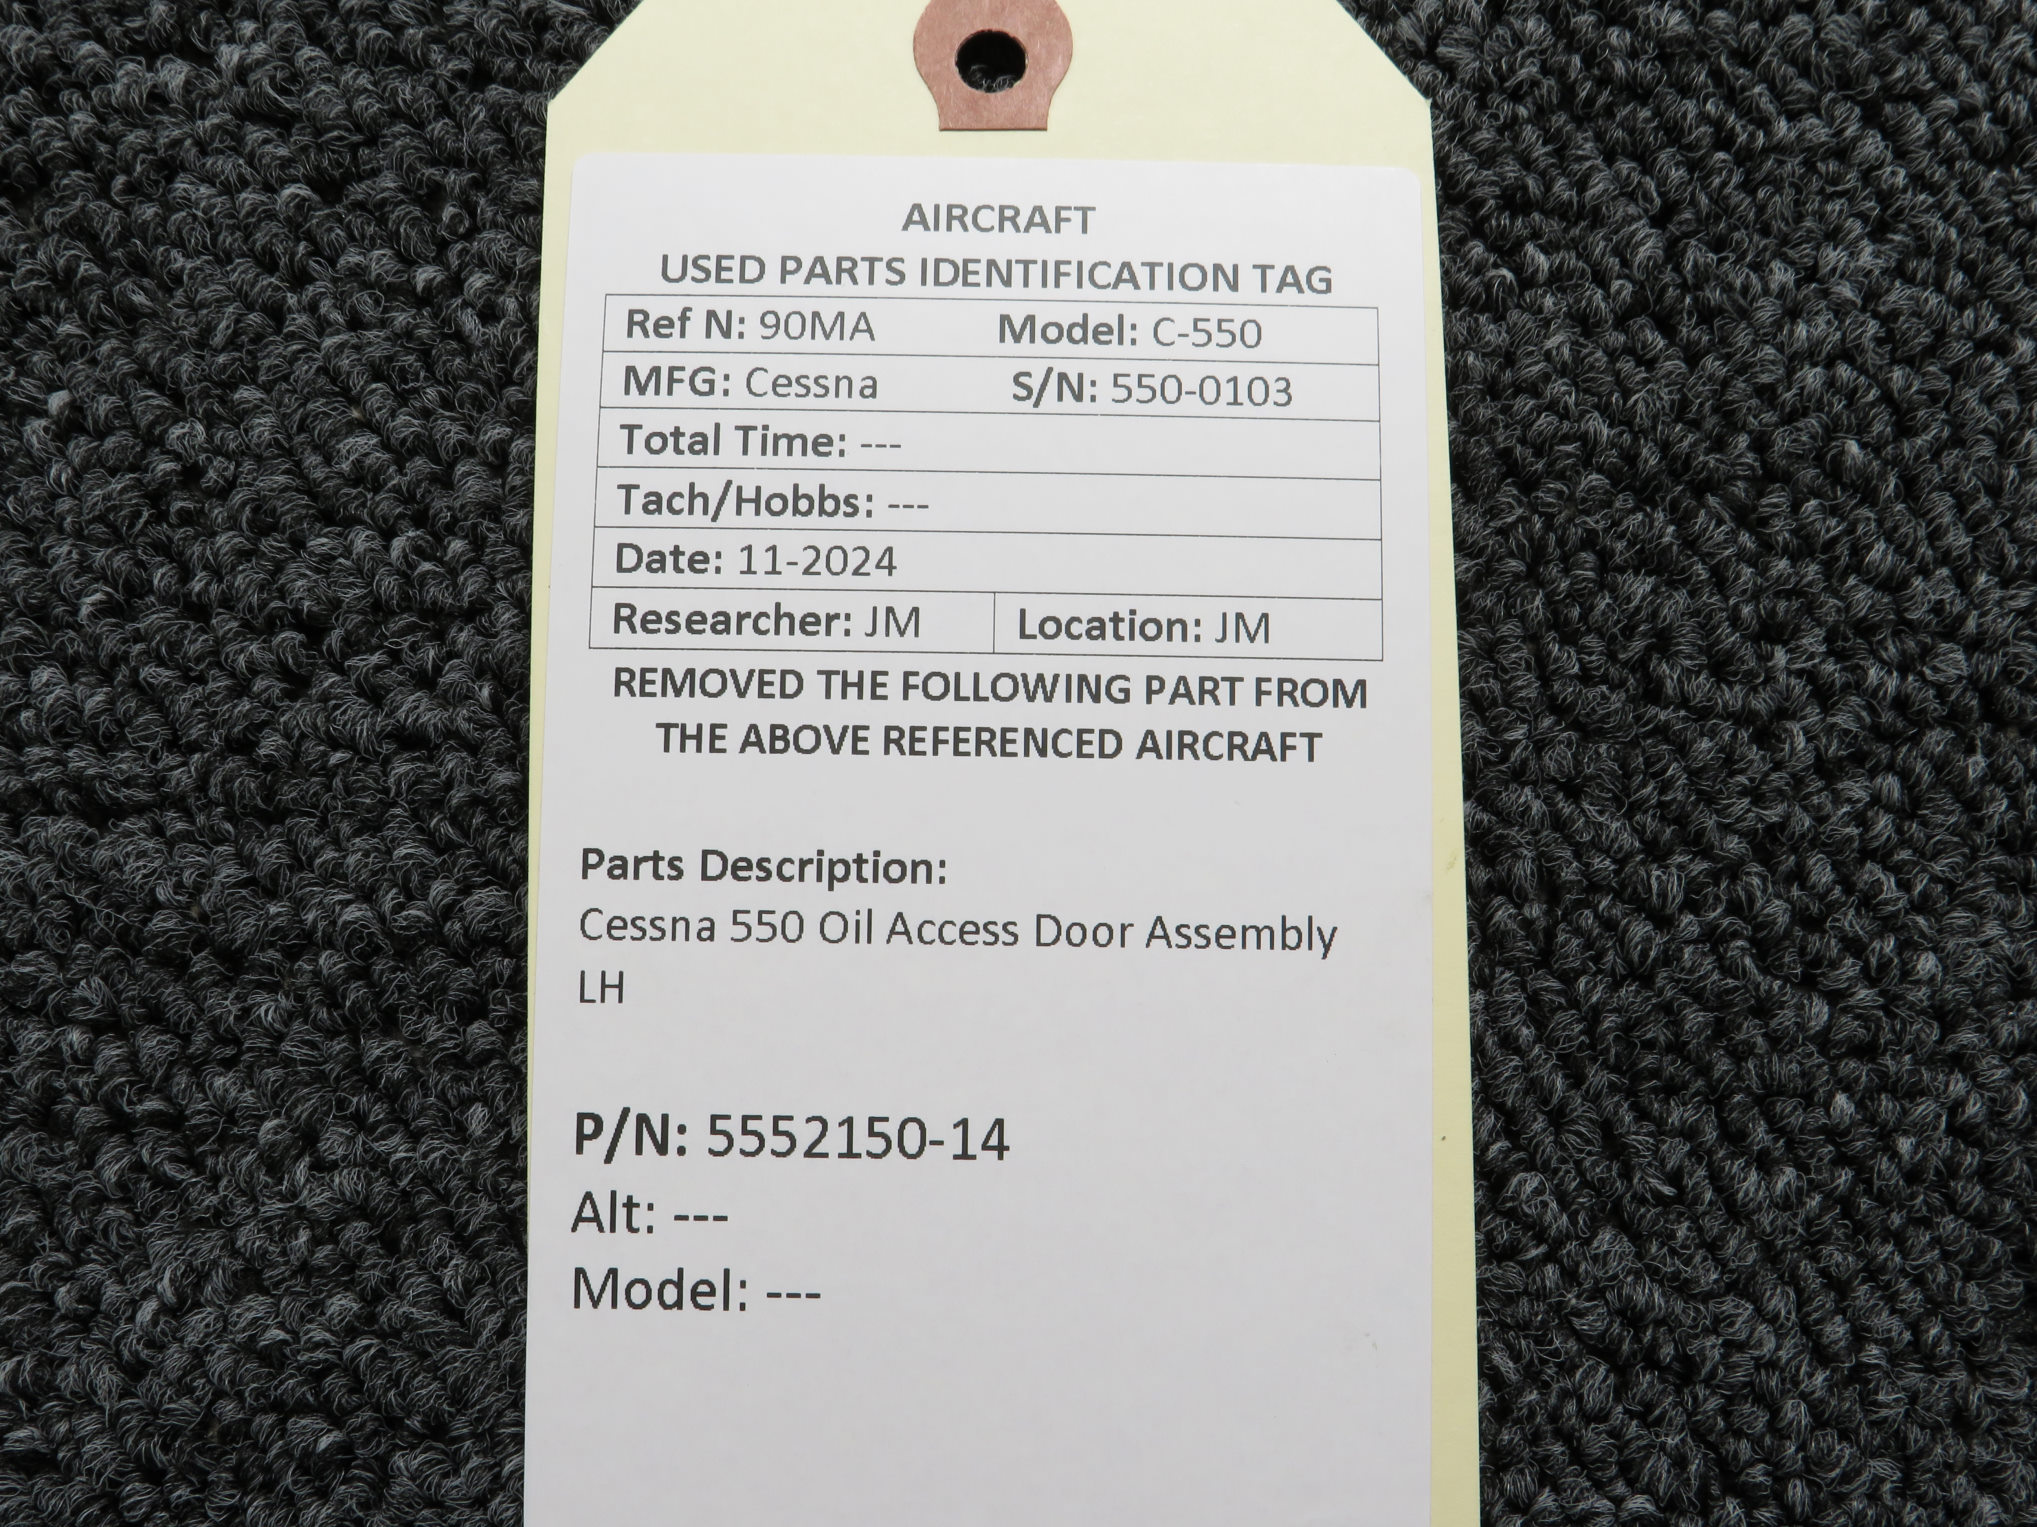 AIRCRAFT
USED PARTS IDENTIFICATION TAG
Ref N: 90MA Model: C-550
MFG: Cessna S/N: 550-0103
Total Time: ---
Tach/Hobbs: ---
Date: 11-2024
Researcher: JM Location: JM
REMOVED THE FOLLOWING PART FROM
THE ABOVE REFERENCED AIRCRAFT
Parts Description:
Cessna 550 Oil Access Door Assembly
LH
P/N: 5552150-14
Alt: ---
Model: ---